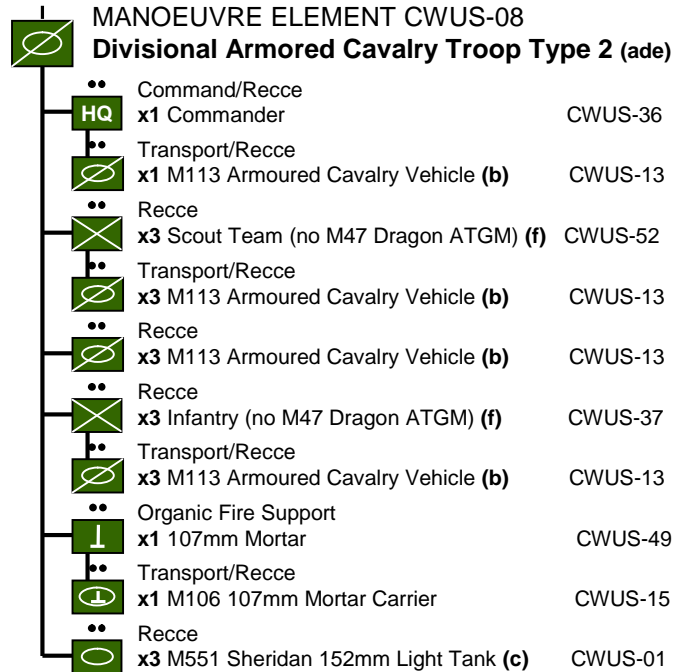 MANOEUVRE ELEMENT CWUS-08
Divisional Armored Cavalry Troop Type 2 (ade)
Command/Recce
HQ x1 Commander CWUS-36
Transport/Recce
x1 M113 Armoured Cavalry Vehicle (b) CWUS-13
Recce
x3 Scout Team (no M47 Dragon ATGM) (f) CWUS-52
Transport/Recce
x3 M113 Armoured Cavalry Vehicle (b) CWUS-13
Recce
x3 M113 Armoured Cavalry Vehicle (b) CWUS-13
Recce
x3 Infantry (no M47 Dragon ATGM) (f) CWUS-37
Transport/Recce
x3 M113 Armoured Cavalry Vehicle (b) CWUS-13
Organic Fire Support
x1 107mm Mortar CWUS-49
Transport/Recce
x1 M106 107mm Mortar Carrier CWUS-15
Recce
x3 M551 Sheridan 152mm Light Tank (c) CWUS-01